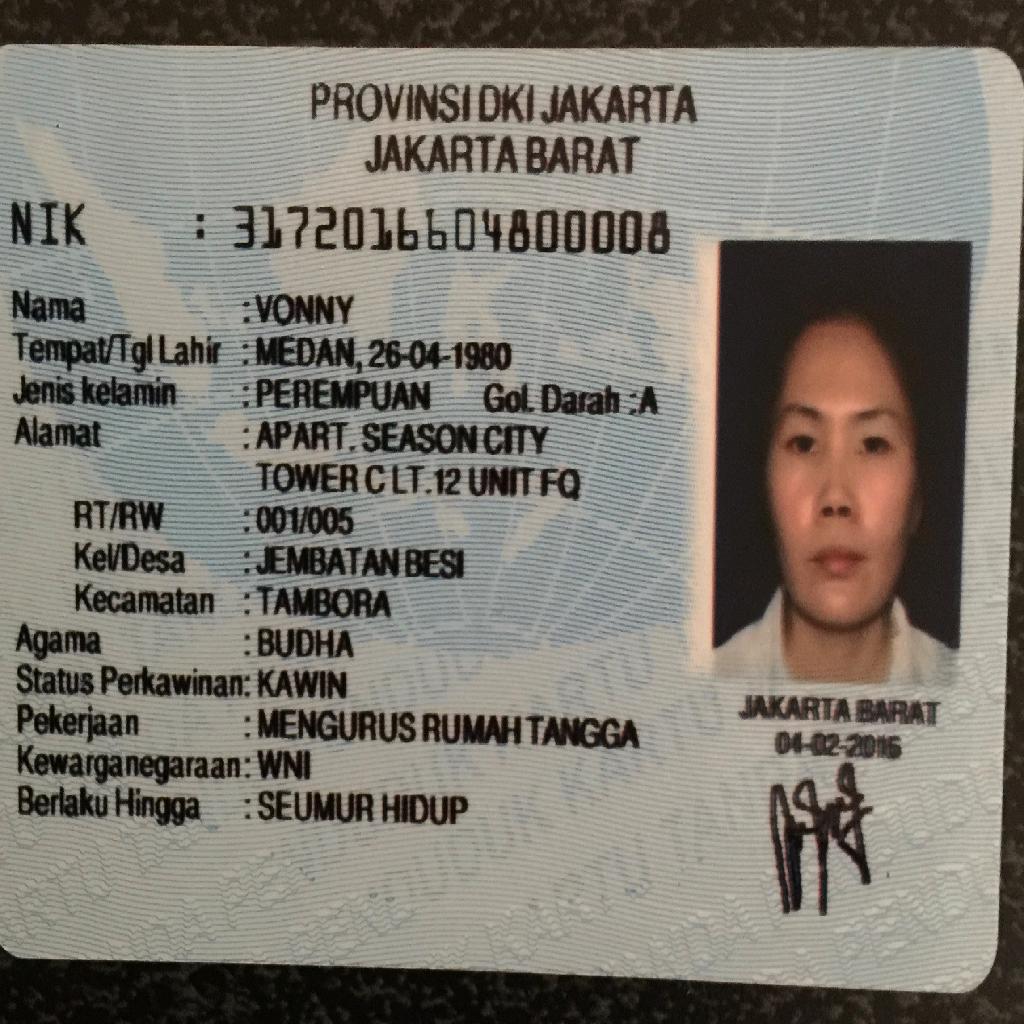 PROVINSI DKI JAKARTA
JAKARTA BARAT
NIK : 3172016604800008
Nama : VONNY
Tempat/Tgl Lahir : MEDAN, 26-04-1980
Jenis kelamin : PEREMPUAN Gol. Darah : A
Alamat : APART. SEASON CITY
TOWER C LT.12 UNIT FQ
RT/RW : 001/005
Kel/Desa : JEMBATAN BESI
Kecamatan : TAMBORA
Agama : BUDHA
Status Perkawinan: KAWIN
Pekerjaan : MENGURUS RUMAH TANGGA
Kewarganegaraan: WNI
Berlaku Hingga : SEUMUR HIDUP
JAKARTA BARAT
04-02-2016